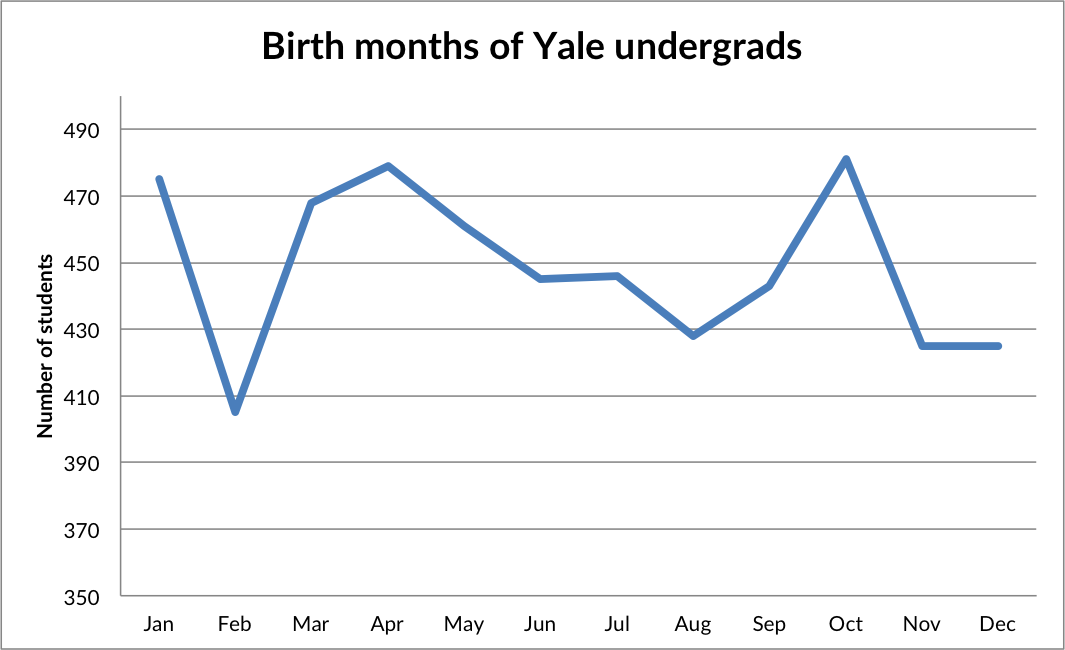 Birth months of Yale undergrads
Number of students
490
470
450
430
410
390
370
350
Jan Feb Mar Apr May Jun Jul Aug Sep Oct Nov Dec